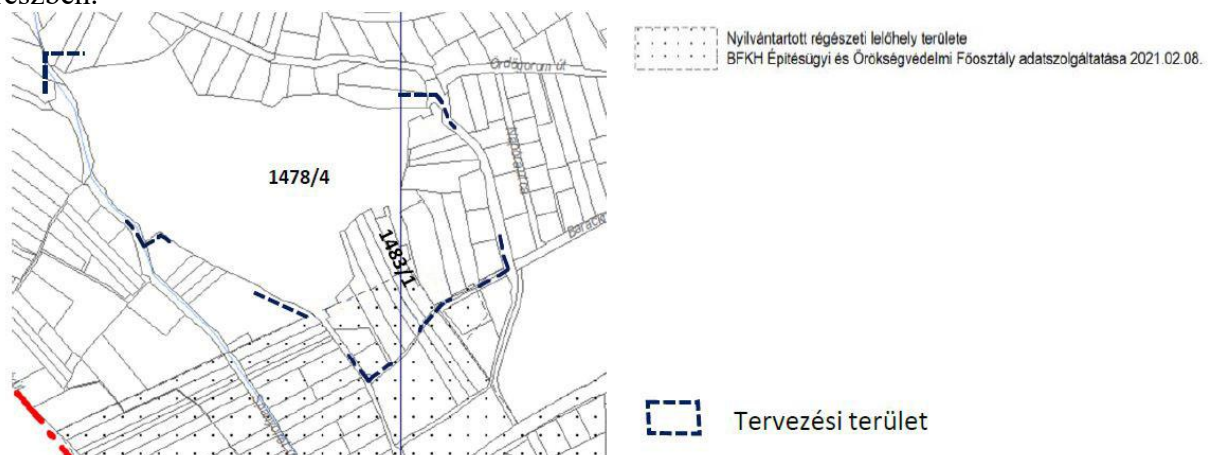 részben.
Nyilvántartott régészeti lelőhely területe
BFKH Építésügyi és Örökségvédelmi Főosztály adatszolgáltatása 2021.02.08.
Ördögorom út
1478/4
Barack
1483/1
Tervezési terület